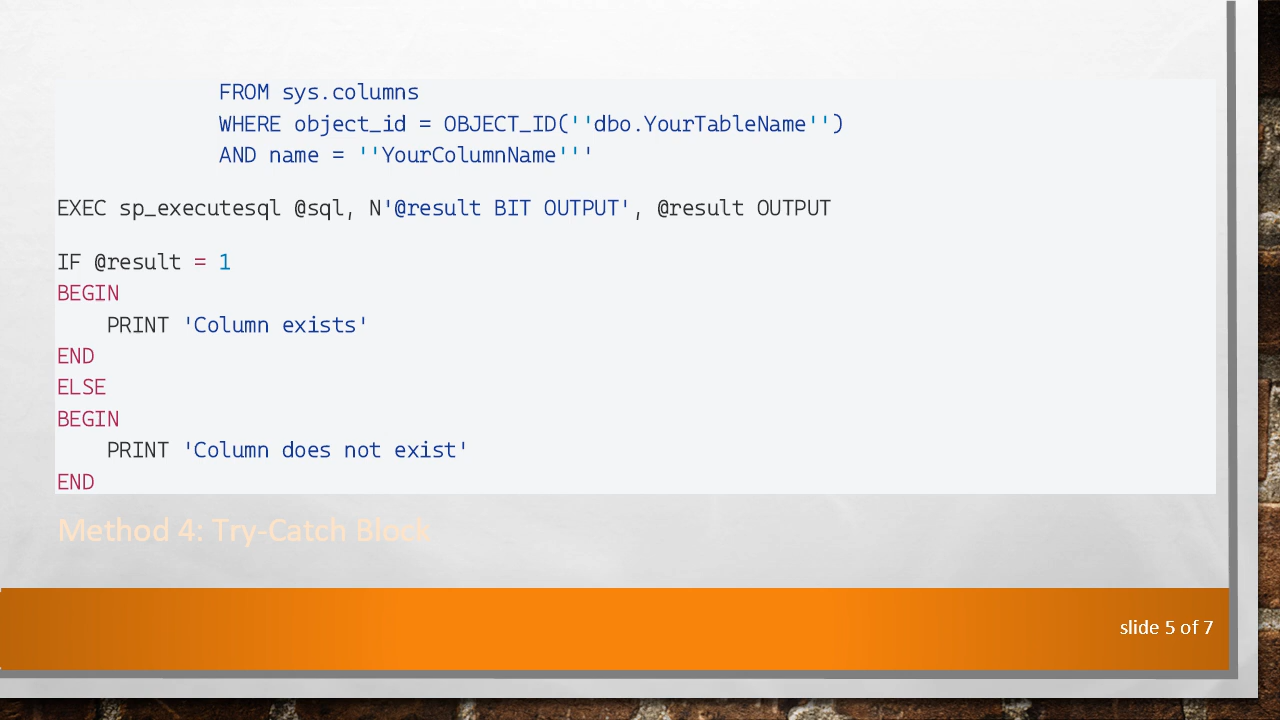 FROM sys.columns
WHERE object_id = OBJECT_ID(''dbo.YourTableName'')
AND name = ''YourColumnName'''
EXEC sp_executesql @sql, N'@result BIT OUTPUT', @result OUTPUT
IF @result = 1
BEGIN
    PRINT 'Column exists'
END
ELSE
BEGIN
    PRINT 'Column does not exist'
END
Method 4: Try-Catch Block
slide 5 of 7